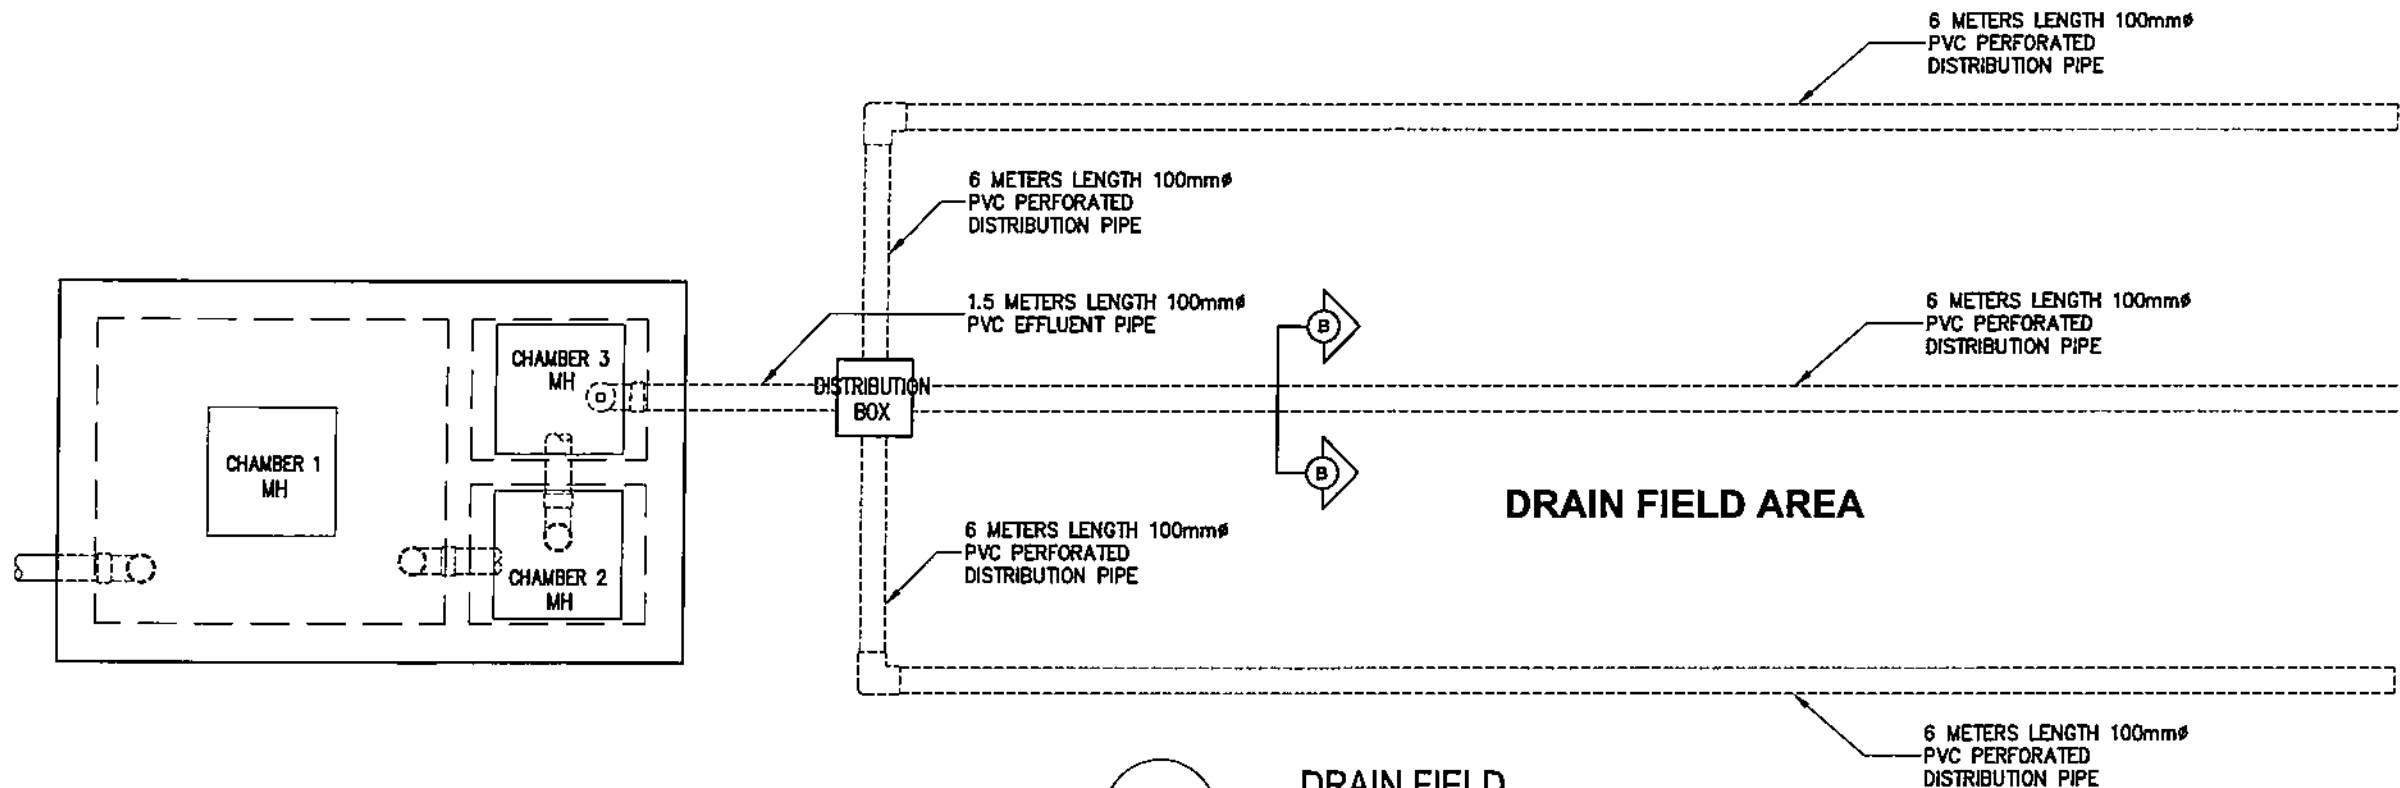 6 METERS LENGTH 100mmø
PVC PERFORATED
DISTRIBUTION PIPE
6 METERS LENGTH 100mmø
PVC PERFORATED
DISTRIBUTION PIPE
1.5 METERS LENGTH 100mmø
PVC EFFLUENT PIPE
6 METERS LENGTH 100mmø
PVC PERFORATED
DISTRIBUTION PIPE
B
CHAMBER 3
MH
DISTRIBUTION
BOX
CHAMBER 1
MH
B
DRAIN FIELD AREA
6 METERS LENGTH 100mmø
PVC PERFORATED
DISTRIBUTION PIPE
CHAMBER 2
MH
6 METERS LENGTH 100mmø
PVC PERFORATED
DISTRIBUTION PIPE
DRAIN FIELD